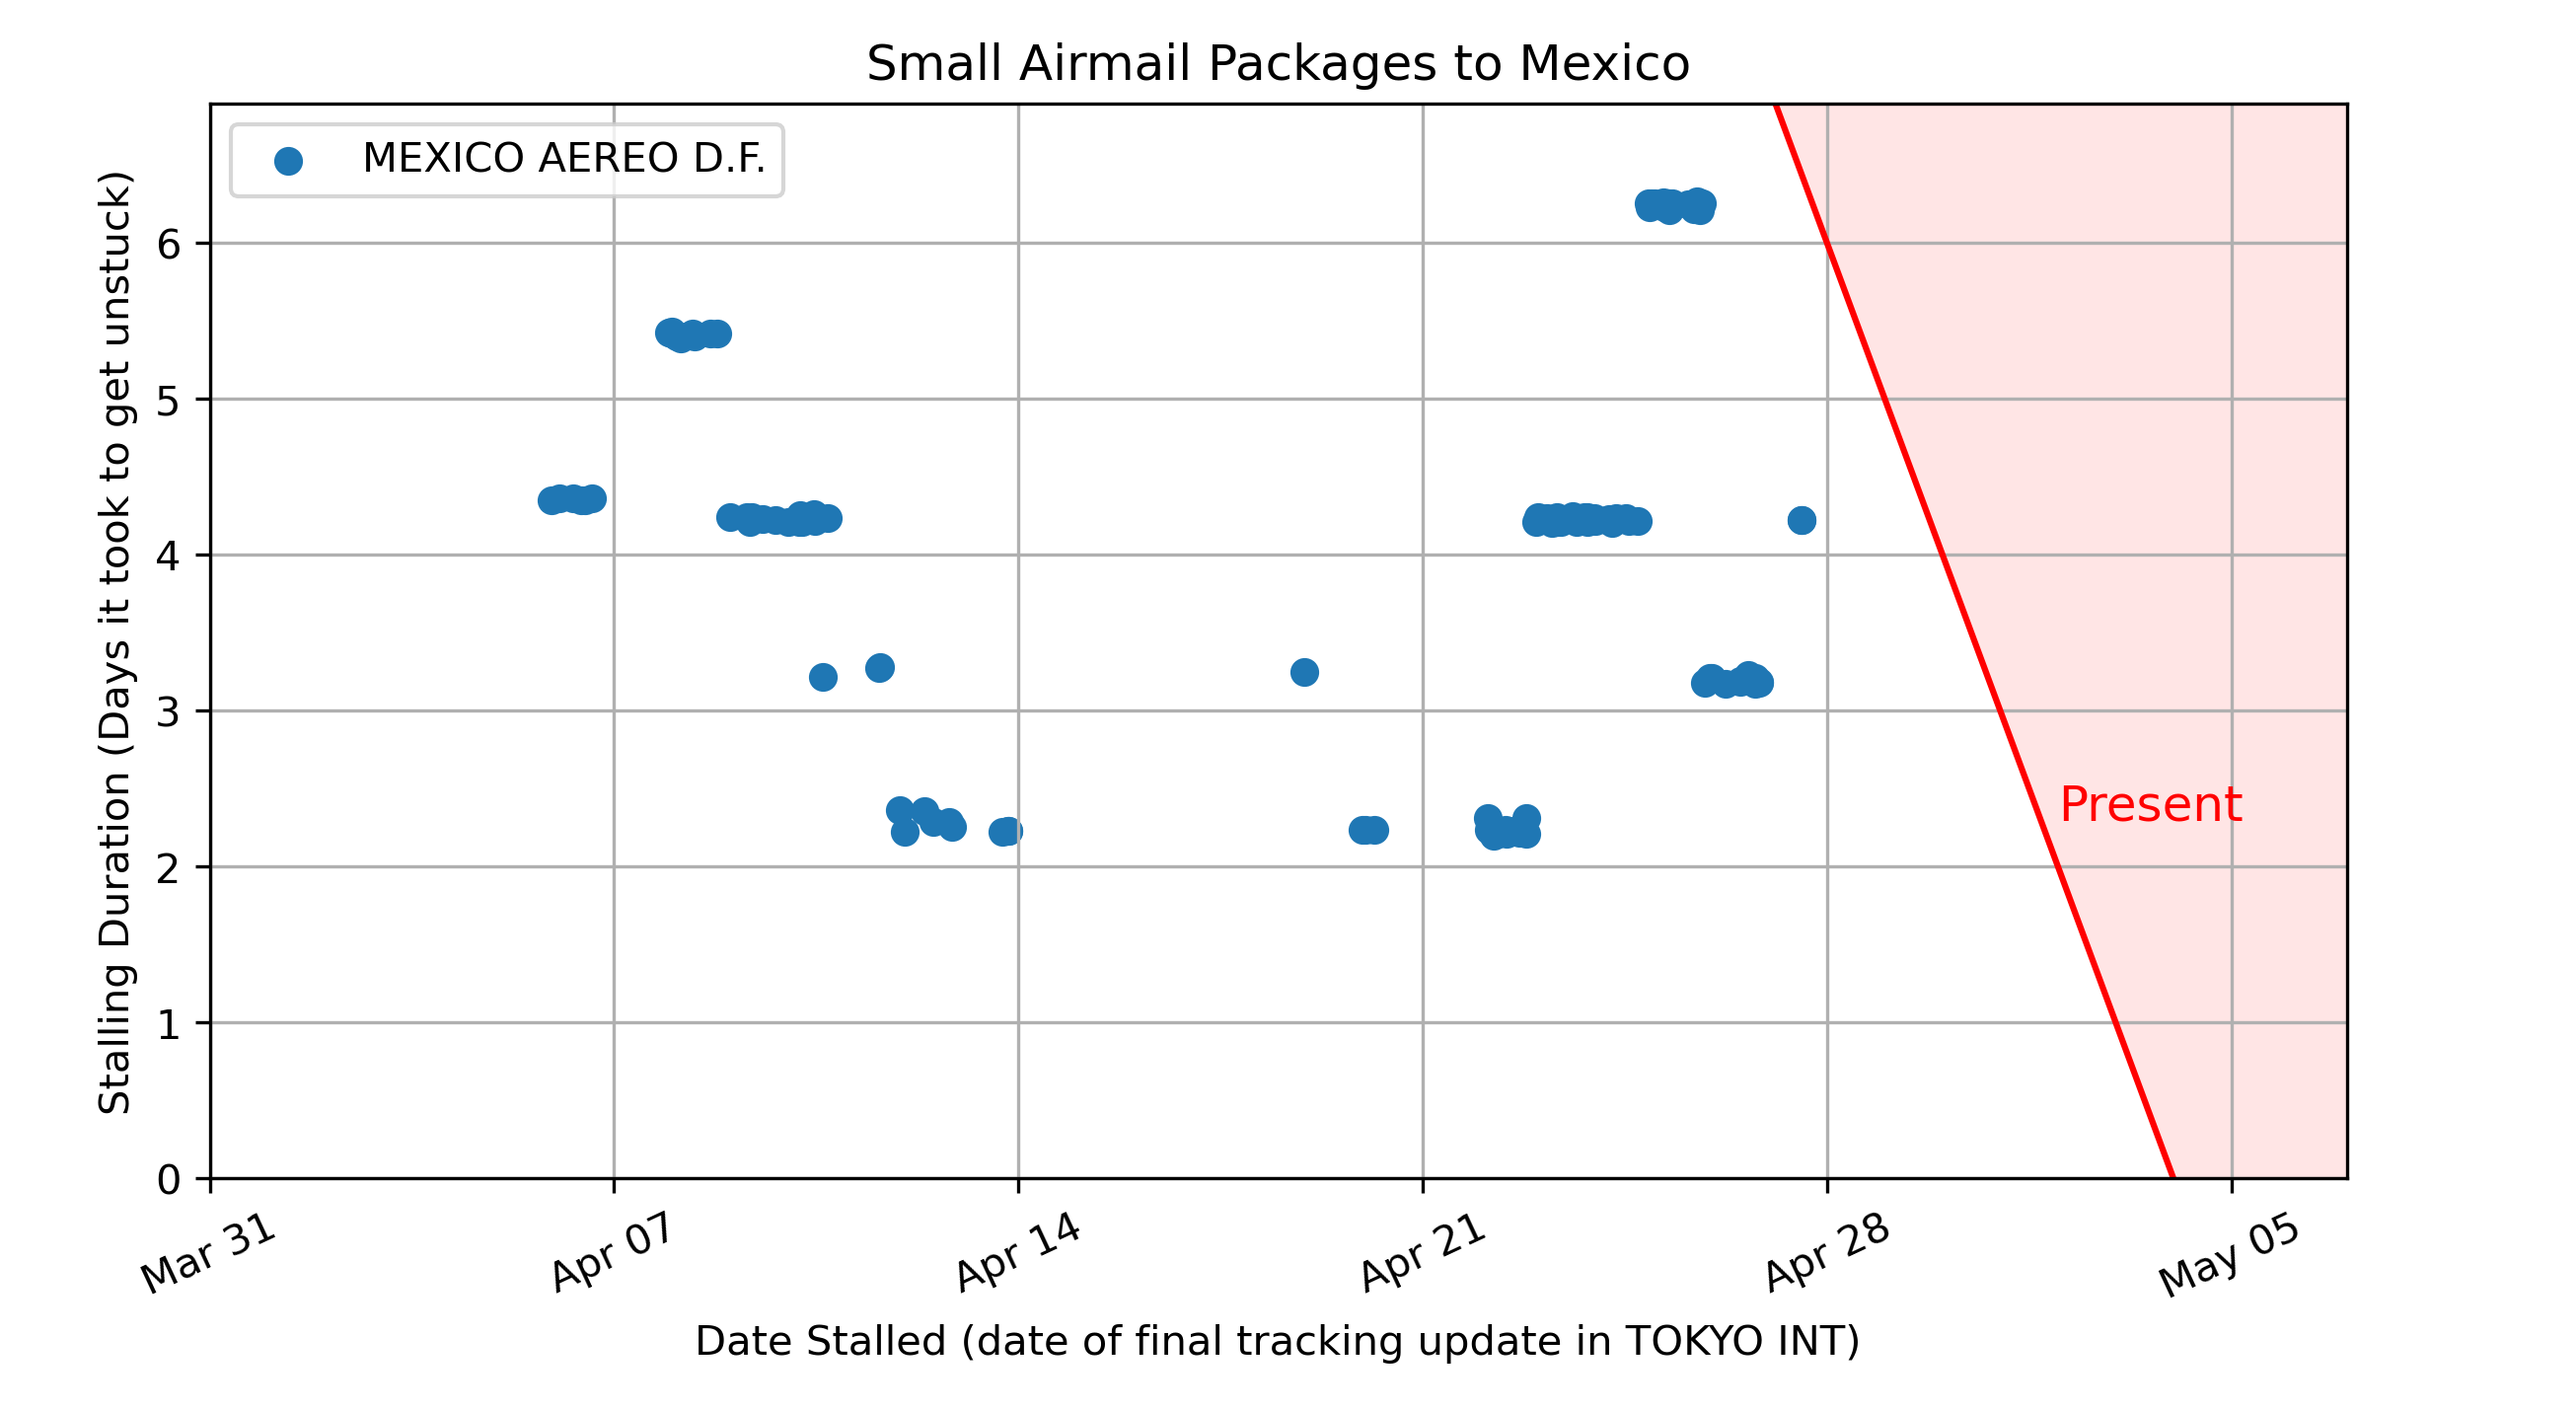 Small Airmail Packages to Mexico
MEXICO AEREO D.F.
Stalling Duration (Days it took to get unstuck)
6
5
4
3
2
1
0
Present
Mar 31
Apr 07
Apr 14
Apr 21
Apr 28
May 05
Date Stalled (date of final tracking update in TOKYO INT)